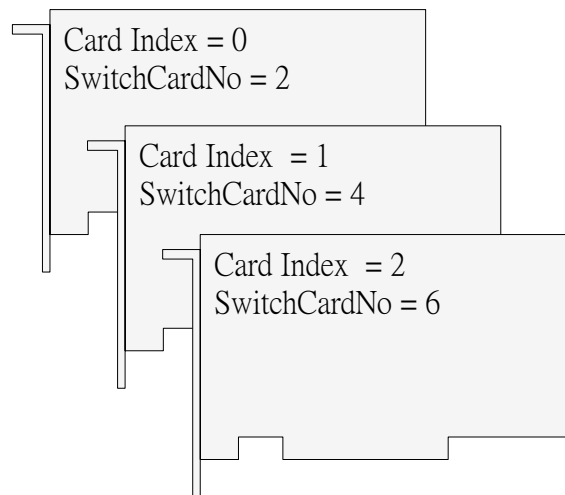 Card Index = 0
SwitchCardNo = 2
Card Index  = 1
SwitchCardNo = 4
Card Index  = 2
SwitchCardNo = 6